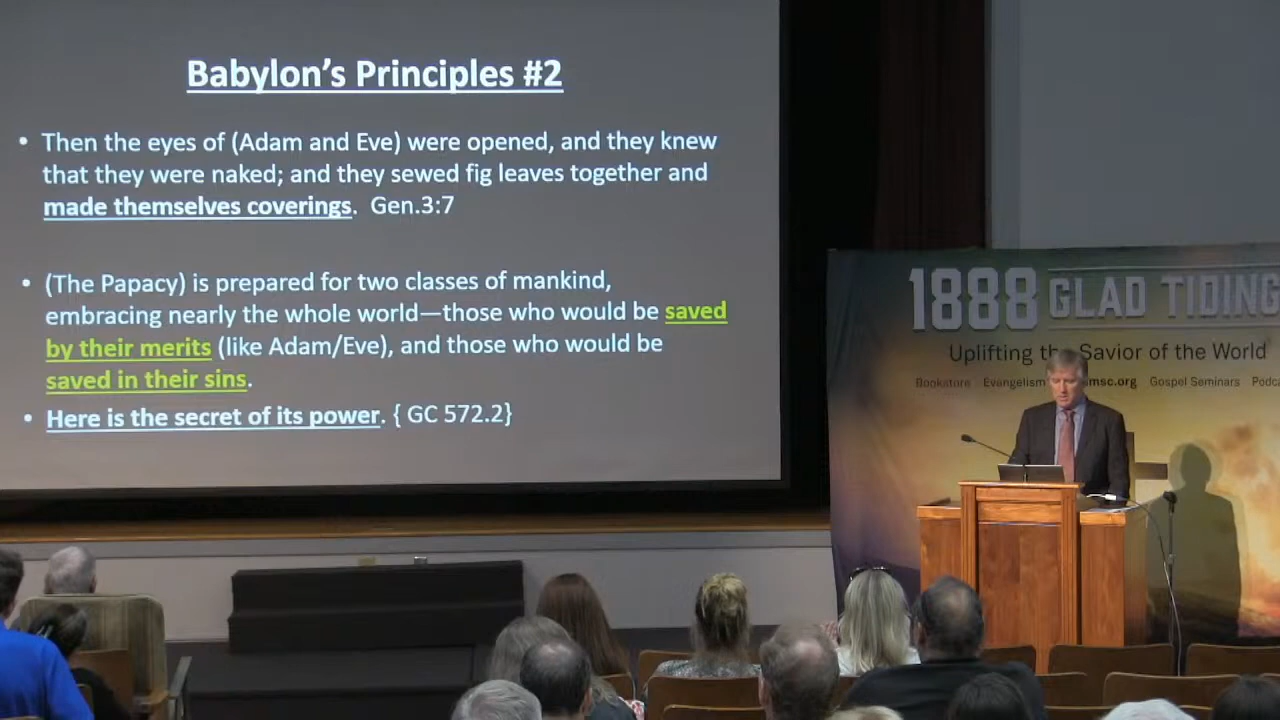 Babylon's Principles #2
• Then the eyes of (Adam and Eve) were opened, and they knew
that they were naked; and they sewed fig leaves together and
made themselves coverings. Gen.3:7
• (The Papacy) is prepared for two classes of mankind,
embracing nearly the whole world—those who would be saved
by their merits (like Adam/Eve), and those who would be
saved in their sins.
• Here is the secret of its power. { GC 572.2}
1888 GLAD TIDING
Uplifting the Savior of the World
Bookstore Evangelism msc.org Gospel Seminars